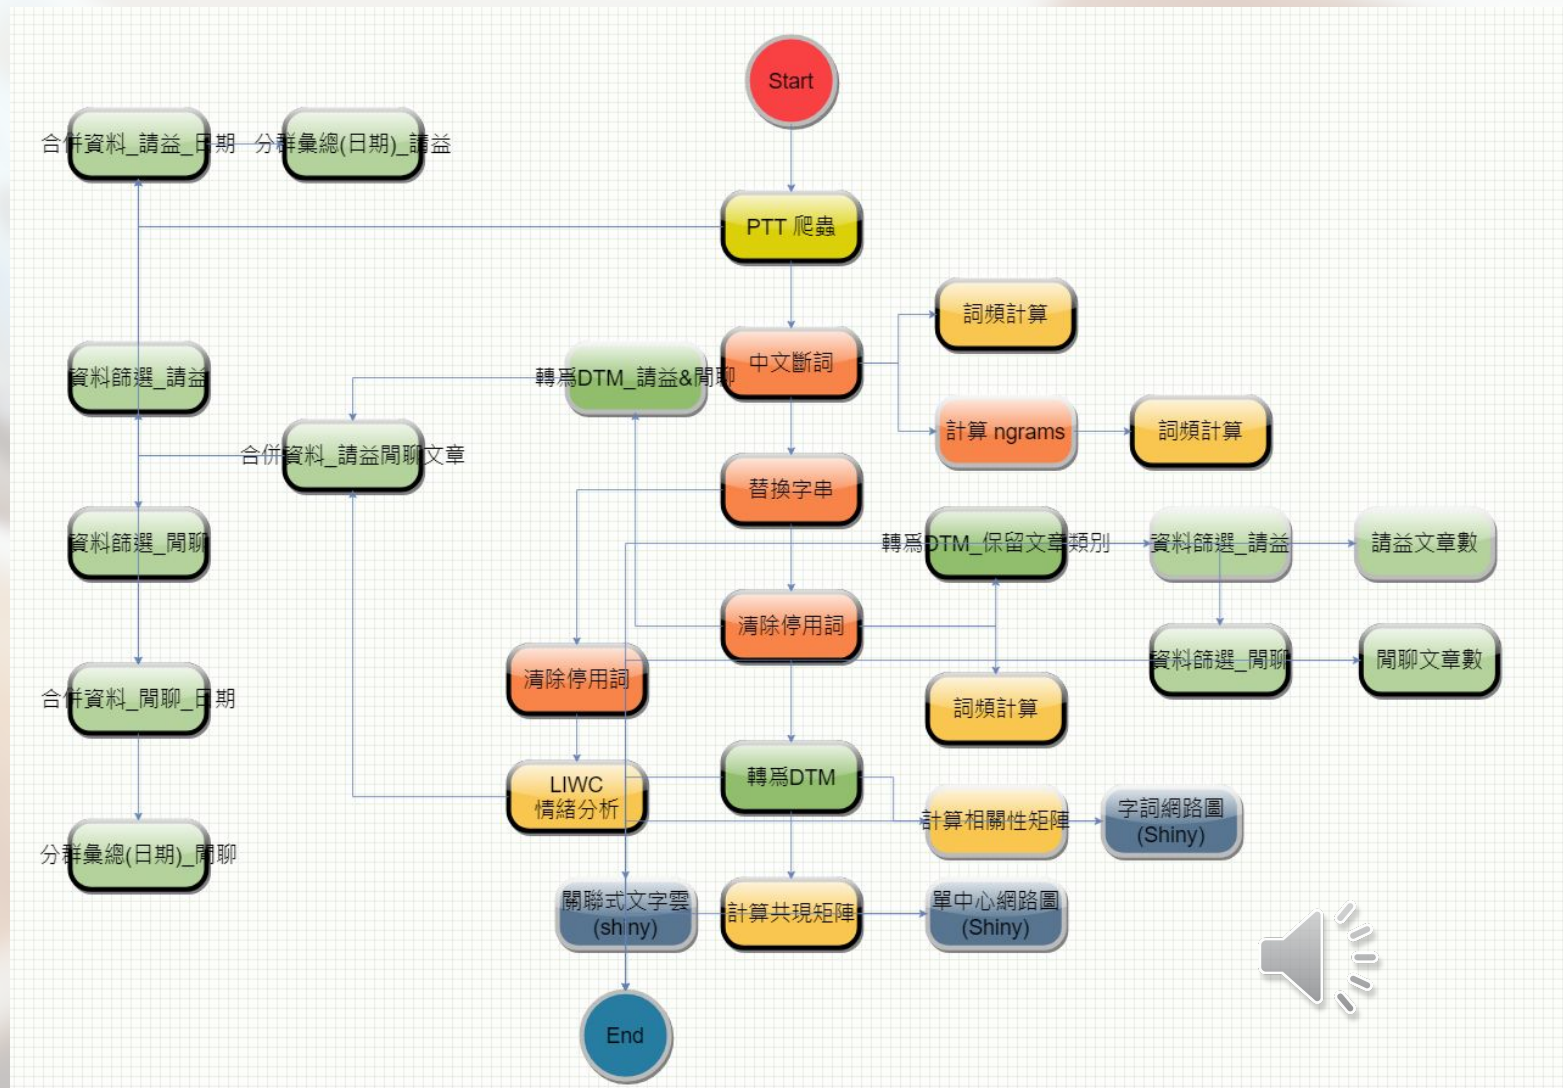 Start
合併資料_請益_日期
分群彙總(日期)_請益
PTT 爬蟲
詞頻計算
中文斷詞
資料篩選_請益
轉為DTM_請益&閒聊
計算 ngrams
詞頻計算
合併資料_請益閒聊文章
替換字串
資料篩選_閒聊
轉為DTM_保留文章類別
資料篩選_請益
請益文章數
清除停用詞
資料篩選_閒聊
閒聊文章數
清除停用詞
合併資料_閒聊_日期
詞頻計算
轉為DTM
LIWC
情緒分析
計算相關性矩陣
字詞網路圖
(Shiny)
分群彙總(日期)_閒聊
關聯式文字雲
(shiny)
計算共現矩陣
單中心網路圖
(Shiny)
End